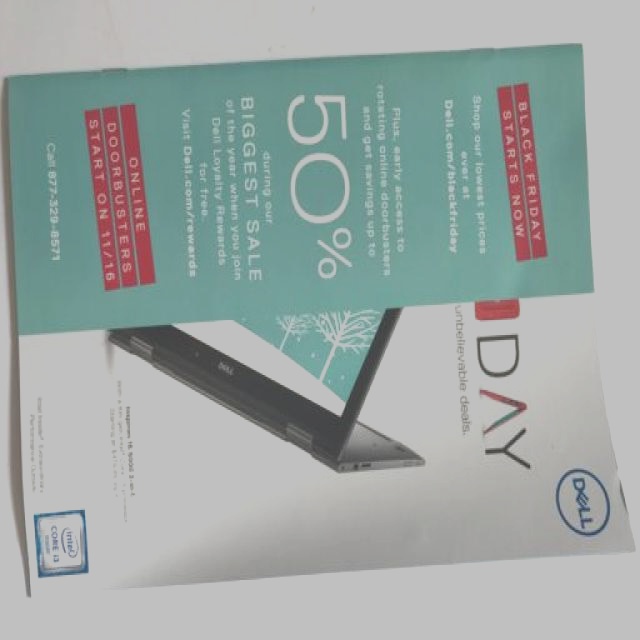 BLACK FRIDAY
STARTS NOW
Shop our lowest prices
ever at
Dell.com/blackfriday
Plus, early access to
rotating online doorbusters
and get savings up to
50%
during our
BIGGEST SALE
of the year when you join
Dell Loyalty Rewards
for free.
Visit Dell.com/rewards
ONLINE
DOORBUSTERS
START ON 11/16
Call 877-329-8571
DELL
DAY
unbelievable deals.
DELL
intel
CORE i3